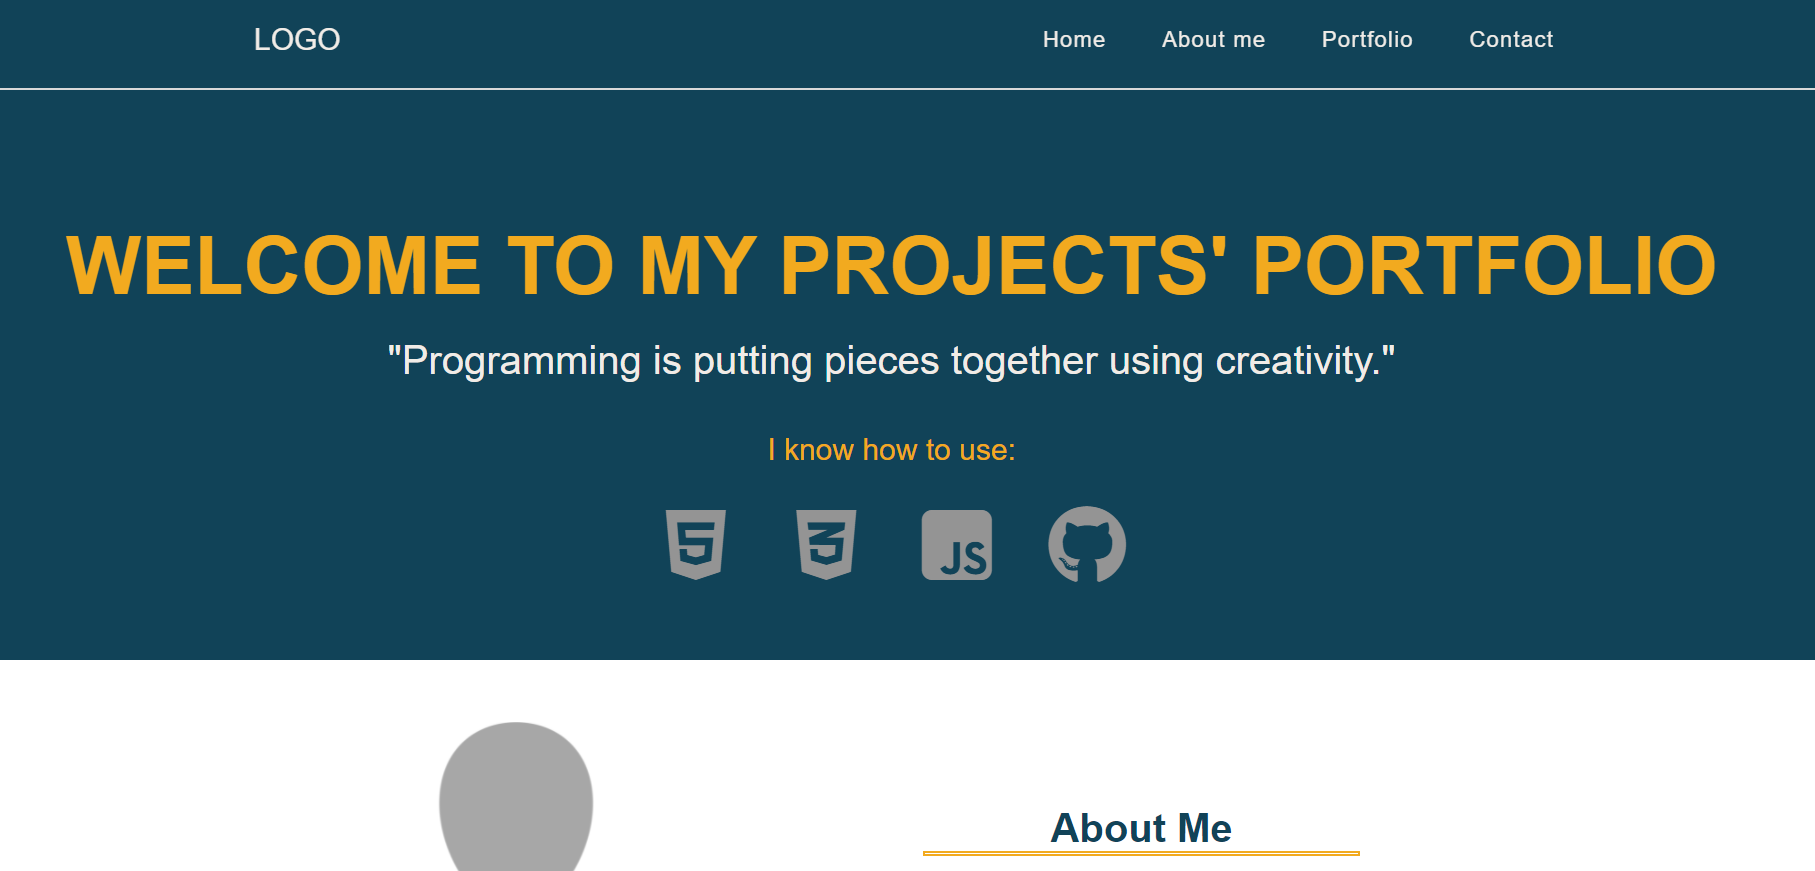 LOGO Home About me Portfolio Contact
WELCOME TO MY PROJECTS' PORTFOLIO
"Programming is putting pieces together using creativity."
I know how to use:
5 3 JS
About Me